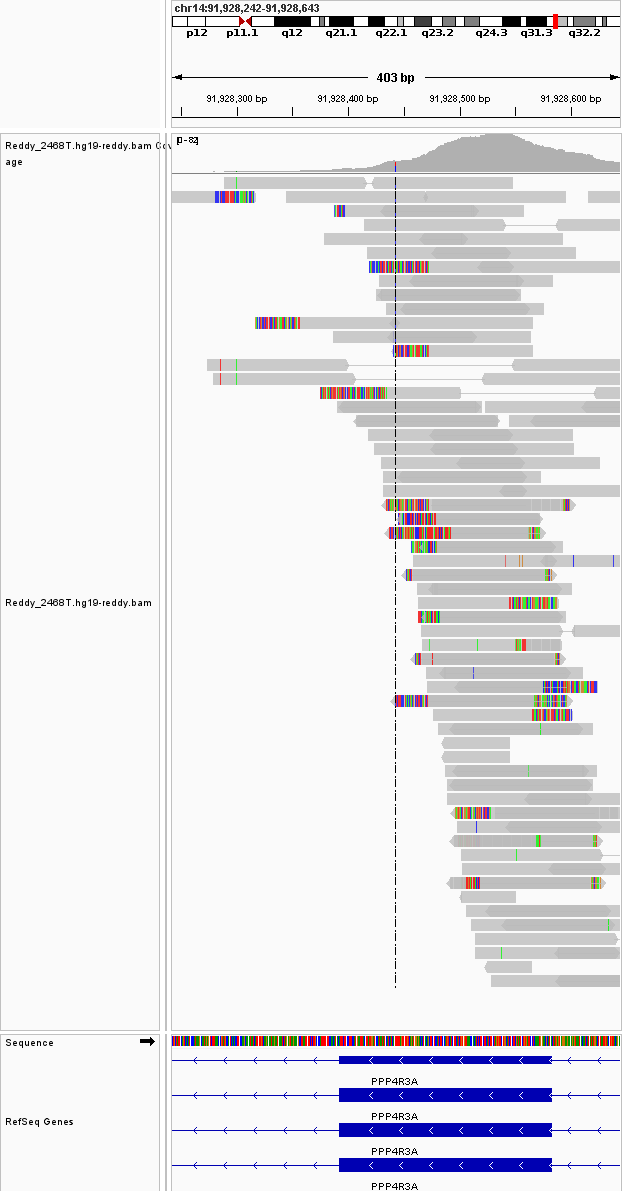 chr14:91,928,242-91,928,643
p12 p11.1 q12 q21.1 q22.1 q23.2 q24.3 q31.3 q32.2
403 bp
91,928,300 bp 91,928,400 bp 91,928,500 bp 91,928,600 bp
[0 - 82]
Reddy_2468T.hg19-reddy.bam Cov
age
Reddy_2468T.hg19-reddy.bam
Sequence
PPP4R3A
PPP4R3A
RefSeq Genes
PPP4R3A
PPP4R3A